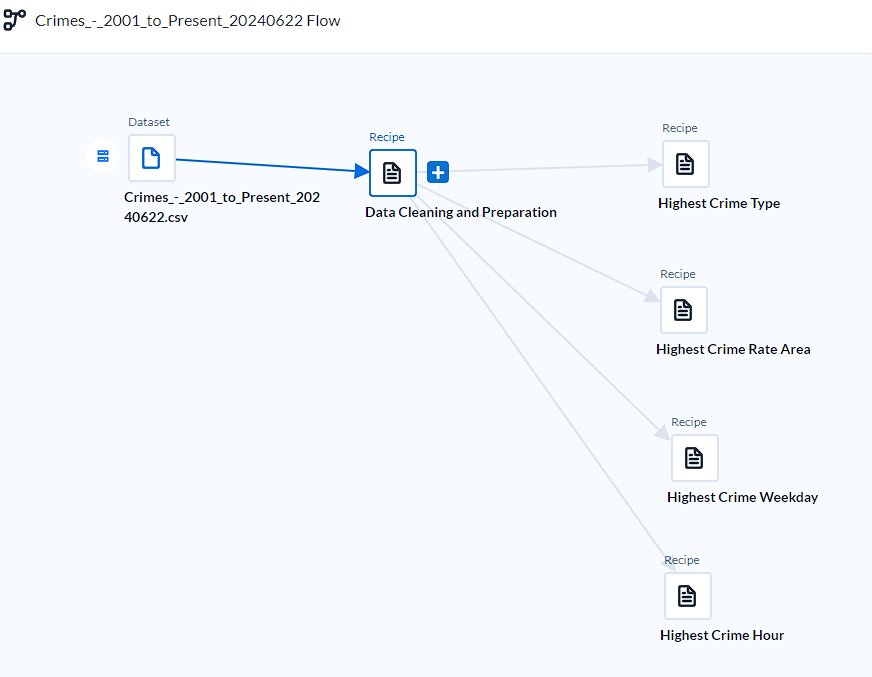 Crimes_-_2001_to_Present_20240622 Flow
Dataset
Crimes_-_2001_to_Present_202
40622.csv
Recipe
Data Cleaning and Preparation
Recipe
Highest Crime Type
Recipe
Highest Crime Rate Area
Recipe
Highest Crime Weekday
Recipe
Highest Crime Hour